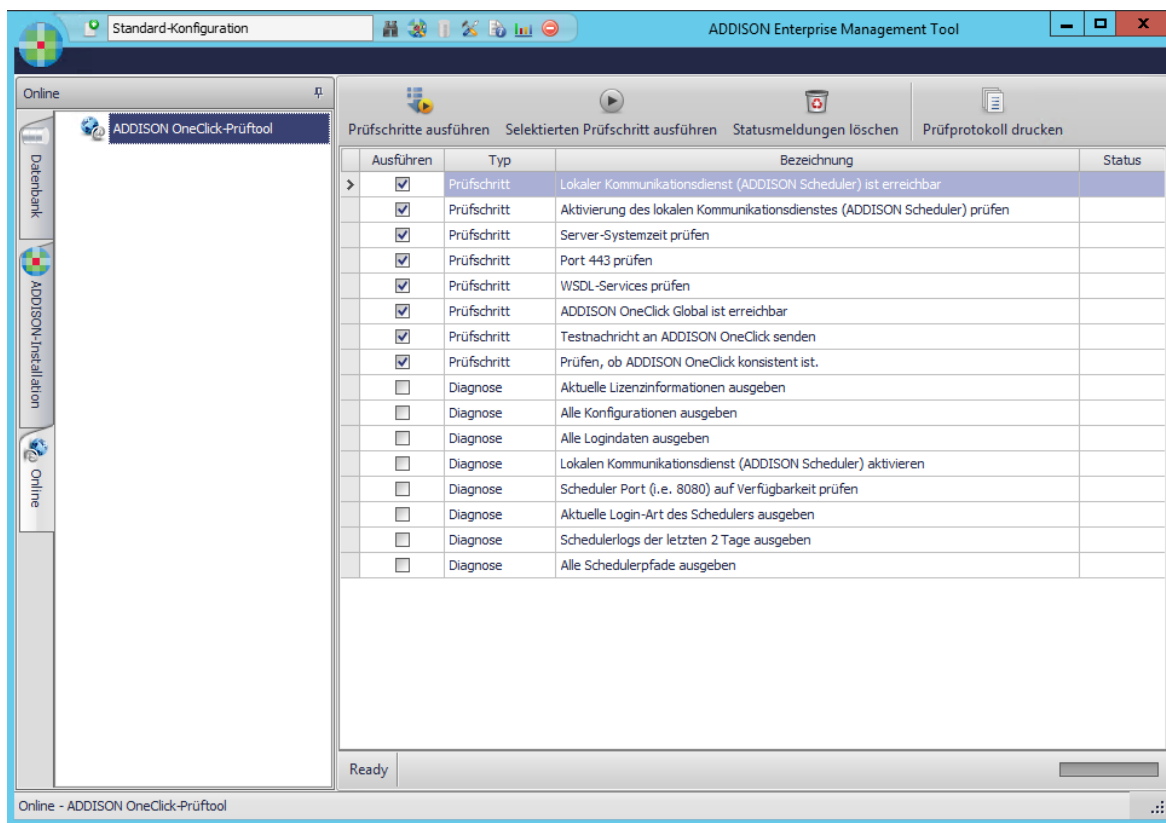 Standard-Konfiguration
ADDISON Enterprise Management Tool
Online
ADDISON OneClick-Prüftool
Datenbank
ADDISON-Installation
Online
Prüfschritte ausführen
Selektierten Prüfschritt ausführen
Statusmeldungen löschen
Prüfprotokoll drucken
Ausführen Typ Bezeichnung Status
Prüfschritt Lokaler Kommunikationsdienst (ADDISON Scheduler) ist erreichbar
Prüfschritt Aktivierung des lokalen Kommunikationsdienstes (ADDISON Scheduler) prüfen
Prüfschritt Server-Systemzeit prüfen
Prüfschritt Port 443 prüfen
Prüfschritt WSDL-Services prüfen
Prüfschritt ADDISON OneClick Global ist erreichbar
Prüfschritt Testnachricht an ADDISON OneClick senden
Prüfschritt Prüfen, ob ADDISON OneClick konsistent ist.
Diagnose Aktuelle Lizenzinformationen ausgeben
Diagnose Alle Konfigurationen ausgeben
Diagnose Alle Logindaten ausgeben
Diagnose Lokalen Kommunikationsdienst (ADDISON Scheduler) aktivieren
Diagnose Scheduler Port (i.e. 8080) auf Verfügbarkeit prüfen
Diagnose Aktuelle Login-Art des Schedulers ausgeben
Diagnose Schedulerlogs der letzten 2 Tage ausgeben
Diagnose Alle Schedulerpfade ausgeben
Ready
Online - ADDISON OneClick-Prüftool